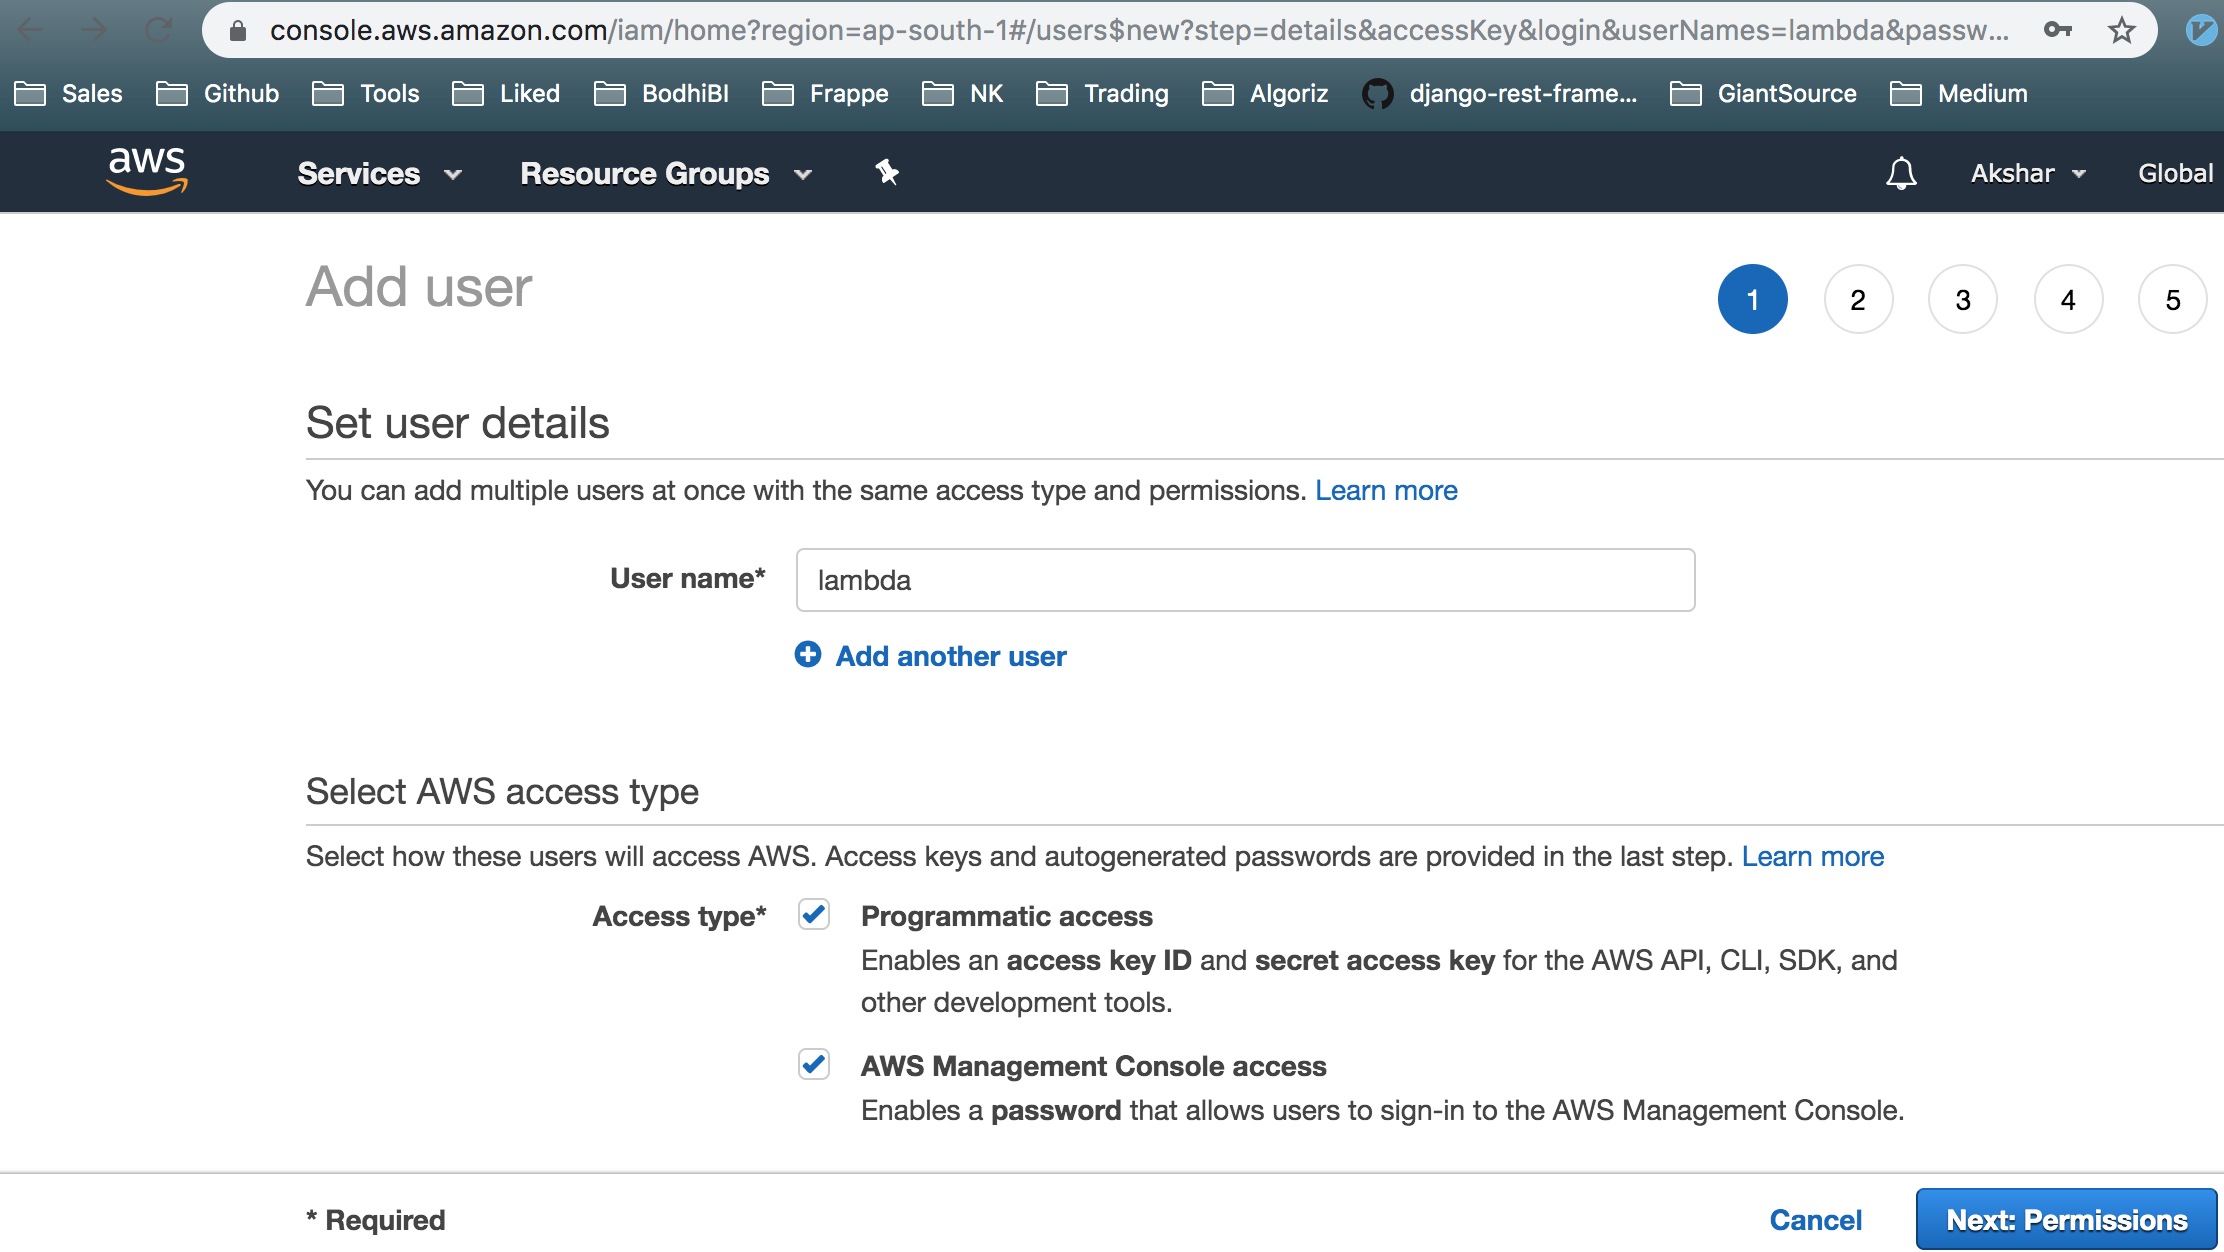 console.aws.amazon.com/iam/home?region=ap-south-1#/users$new?step=details&accessKey&login&userNames=lambda&passw...
Sales Github Tools Liked BodhiBI Frappe NK Trading Algoriz django-rest-frame... GiantSource Medium
aws Services Resource Groups Akshar Global
Add user 1 2 3 4 5
Set user details
You can add multiple users at once with the same access type and permissions. Learn more
User name* lambda
Add another user
Select AWS access type
Select how these users will access AWS. Access keys and autogenerated passwords are provided in the last step. Learn more
Access type* Programmatic access
Enables an access key ID and secret access key for the AWS API, CLI, SDK, and
other development tools.
AWS Management Console access
Enables a password that allows users to sign-in to the AWS Management Console.
* Required Cancel Next: Permissions